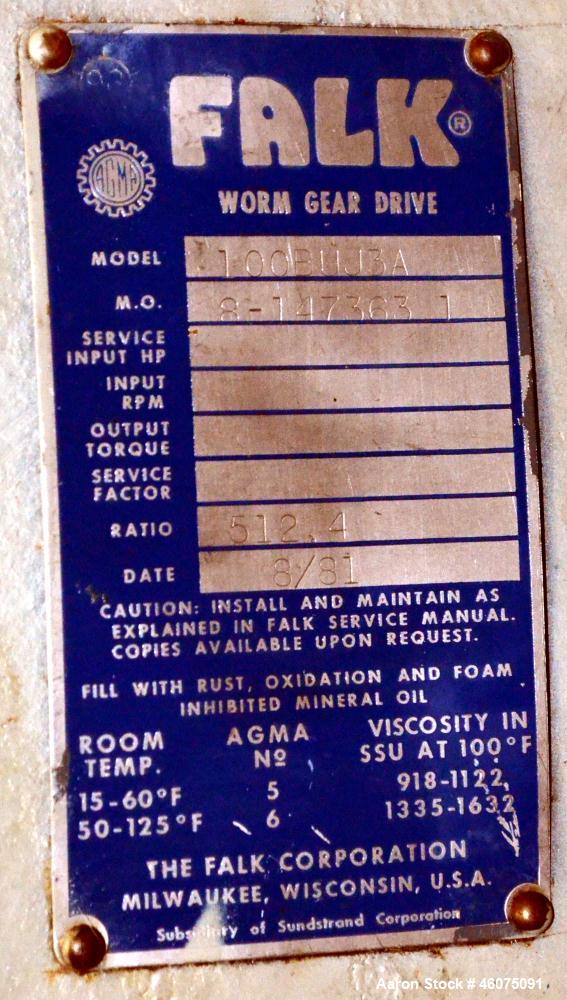 FALK®
AGMA
WORM GEAR DRIVE
MODEL 100BUJ3A
M.O. 8-147363 1
SERVICE
INPUT HP
INPUT
RPM
OUTPUT
TORQUE
SERVICE
FACTOR
RATIO 512.4
DATE 8/81
CAUTION: INSTALL AND MAINTAIN AS
EXPLAINED IN FALK SERVICE MANUAL.
COPIES AVAILABLE UPON REQUEST.
FILL WITH RUST, OXIDATION AND FOAM
INHIBITED MINERAL OIL
ROOM TEMP. AGMA Nº VISCOSITY IN SSU AT 100°F
15-60°F 5 918-1122
50-125°F 6 1335-1632
THE FALK CORPORATION
MILWAUKEE, WISCONSIN, U.S.A.
Subsidiary of Sundstrand Corporation
Aaron Stock # 46075091